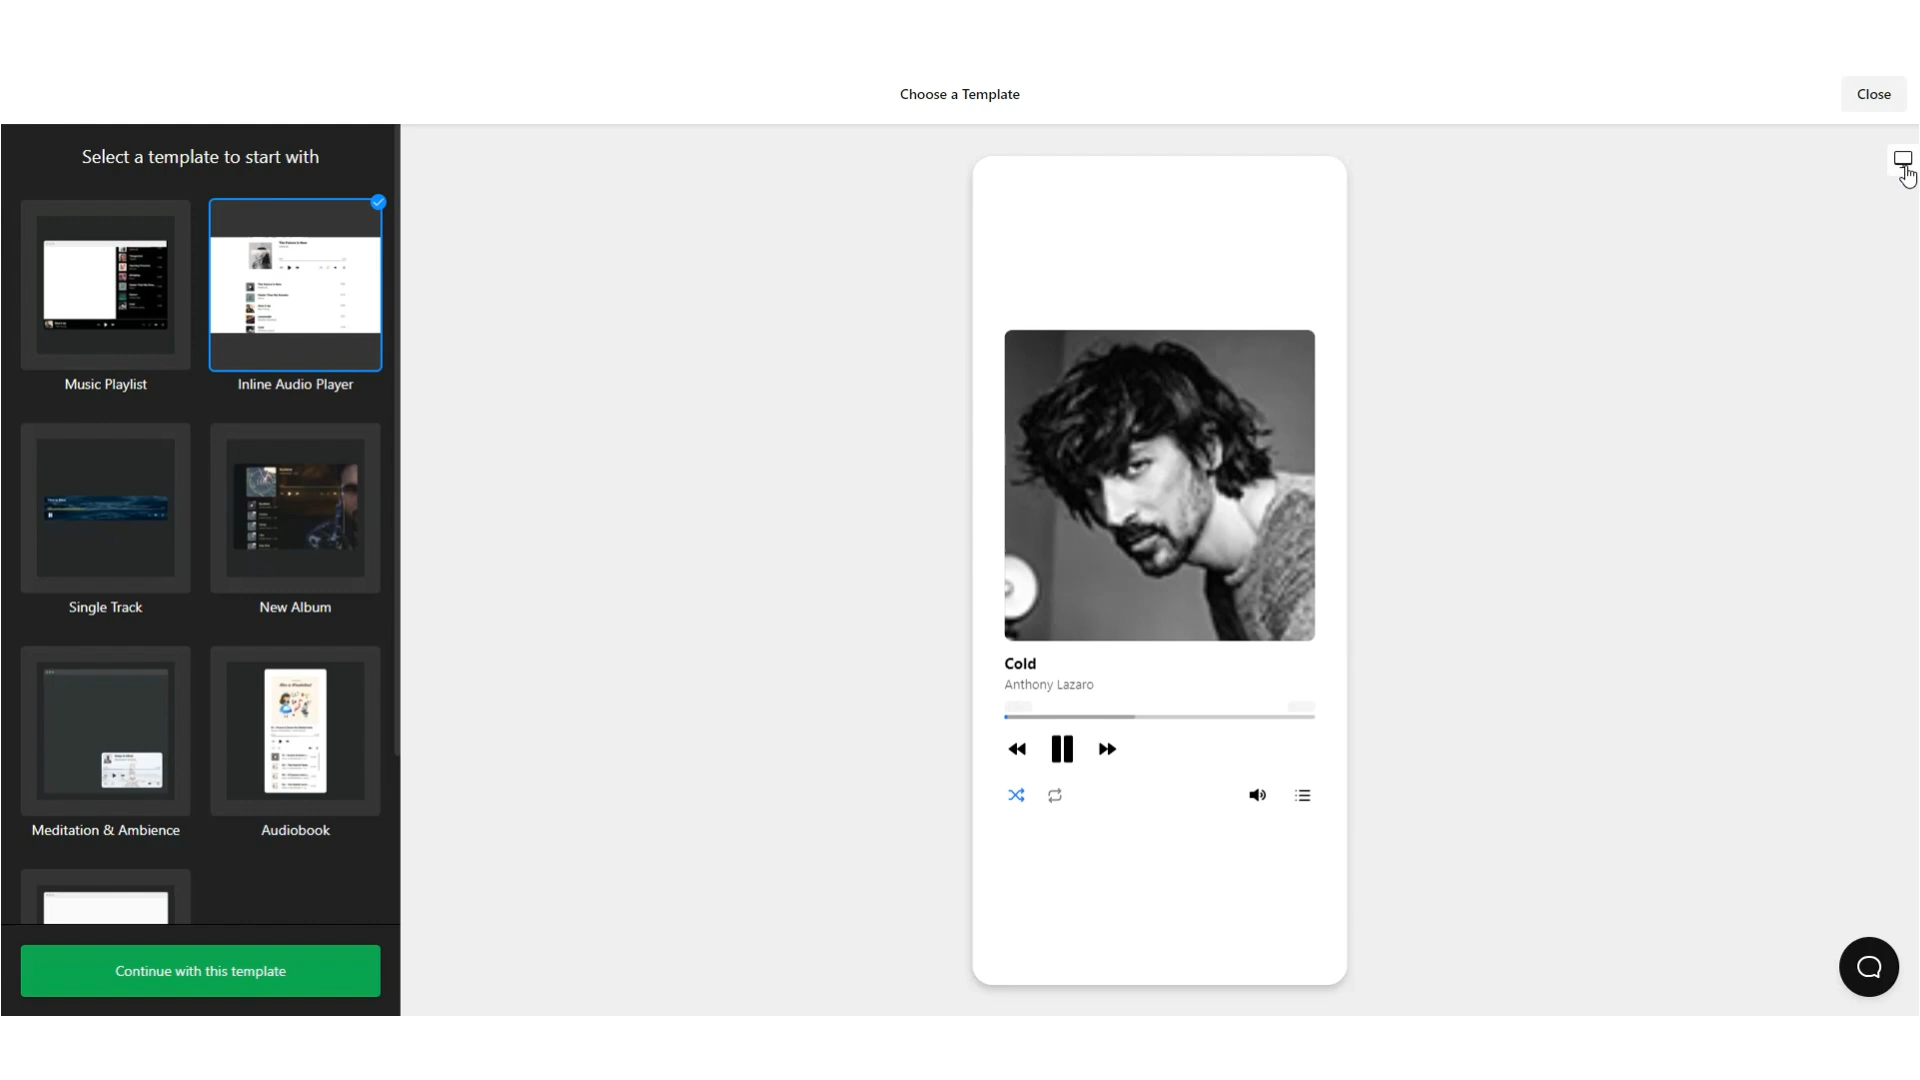 Choose a Template
Close
Select a template to start with
Music Playlist
Inline Audio Player
Single Track
New Album
Meditation & Ambience
Audiobook
Continue with this template
Cold
Anthony Lazaro